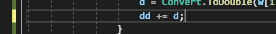 d = Convert.ToDouble(w[i
dd += d;
}